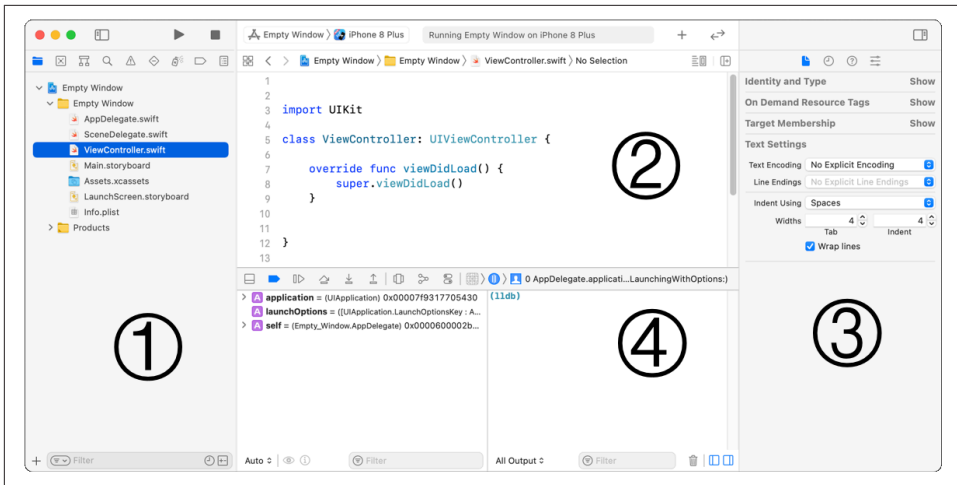 Empty Window 〉 iPhone 8 Plus
Running Empty Window on iPhone 8 Plus
Empty Window
Empty Window
AppDelegate.swift
SceneDelegate.swift
ViewController.swift
Main.storyboard
Assets.xcassets
LaunchScreen.storyboard
Info.plist
Products
①
Filter
Empty Window 〉 Empty Window 〉 ViewController.swift 〉 No Selection
1
2
3 import UIKit
4
5 class ViewController: UIViewController {
6
7 override func viewDidLoad() {
8 super.viewDidLoad()
9 }
10
11
12 }
13
②
0 AppDelegate.applicati...LaunchingWithOptions:)
A application = (UIApplication) 0x00007f9317705430
A launchOptions = ([UIApplication.LaunchOptionsKey : A...
A self = (Empty_Window.AppDelegate) 0x0000600002b...
Auto
Filter
(lldb)
④
All Output
Filter
Identity and Type Show
On Demand Resource Tags Show
Target Membership Show
Text Settings
Text Encoding No Explicit Encoding
Line Endings No Explicit Line Endings
Indent Using Spaces
Widths 4 4
Tab Indent
Wrap lines
③